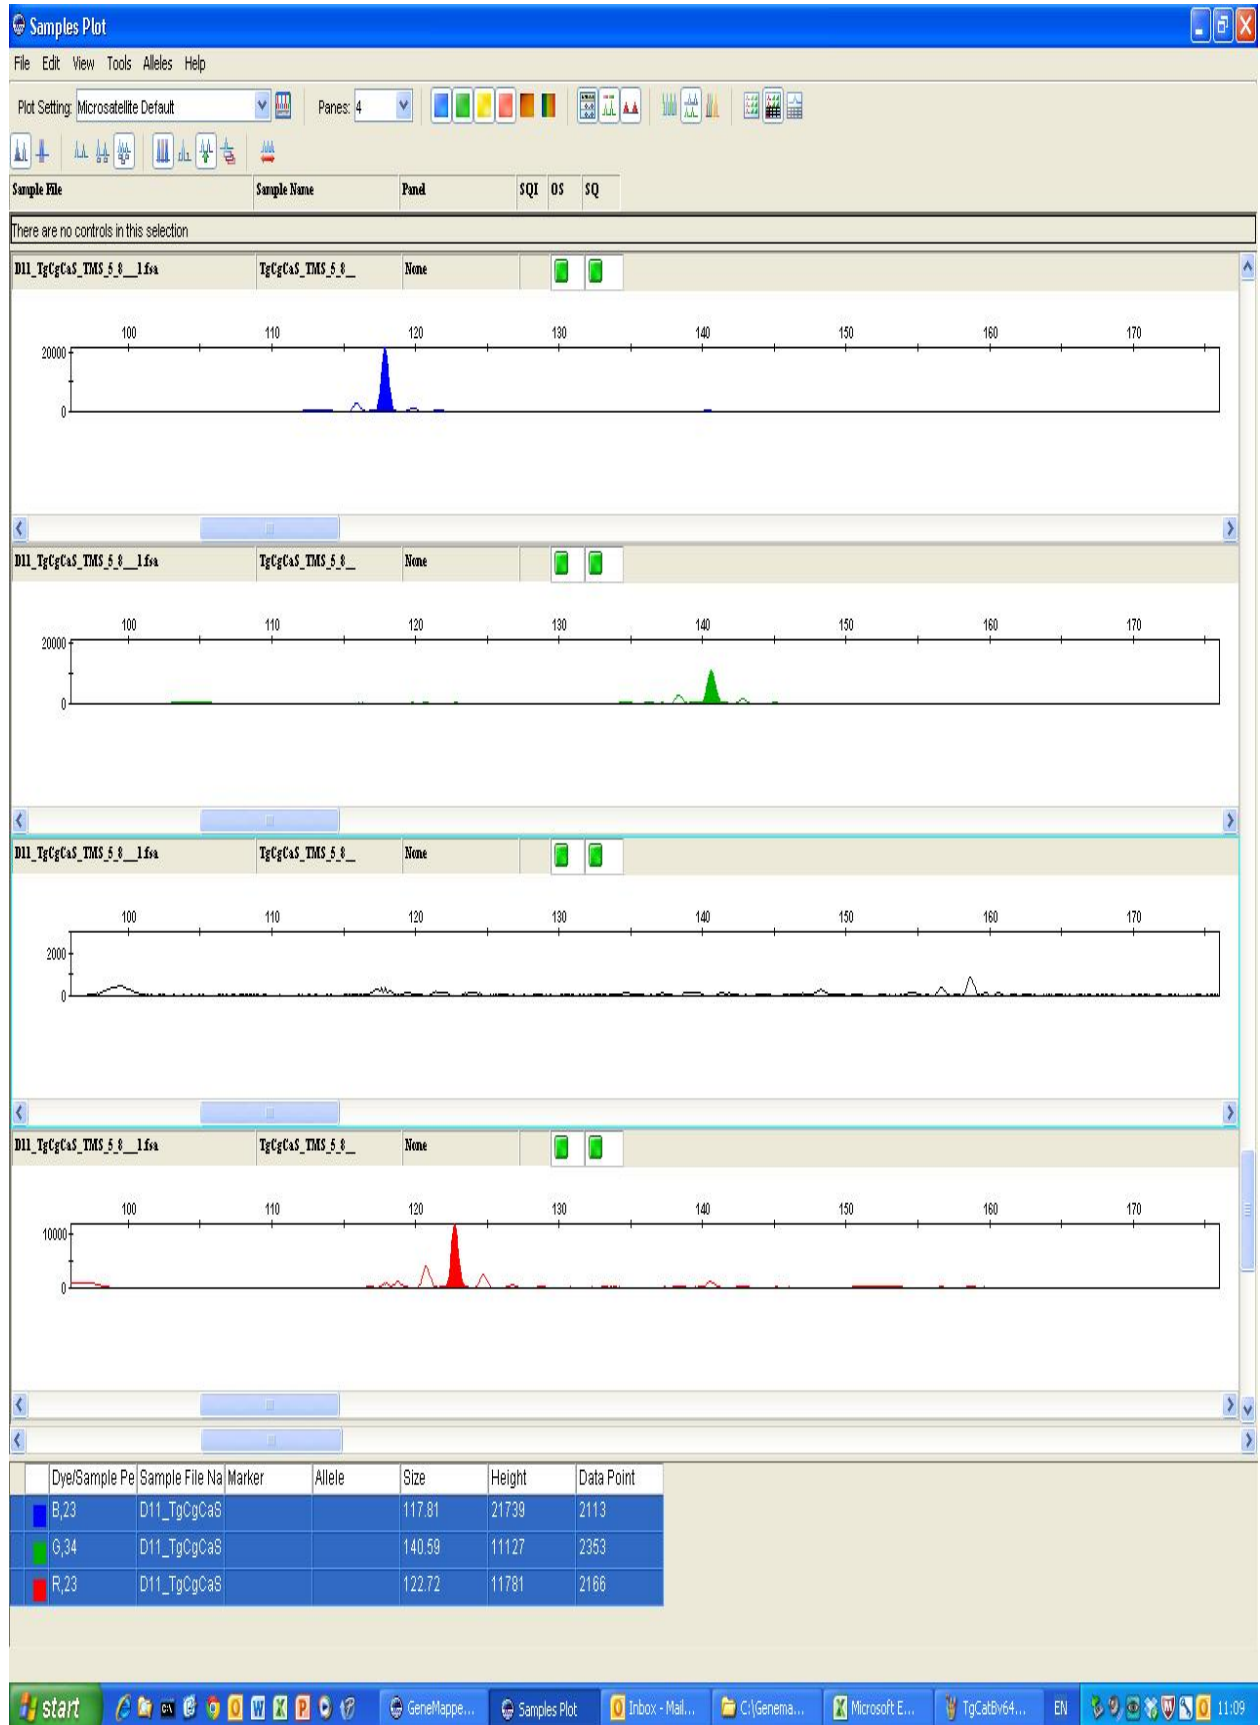 Samples Plot
File Edit View Tools Alleles Help
Plot Setting: Microsatellite Default Panes: 4
Sample File Sample Name Panel SQI OS SQ
There are no controls in this selection
D11_TgCgCaS_TMS_5_8__1.fsa TgCgCaS_TMS_5_8__ None
100 110 120 130 140 150 160 170
20000
0
D11_TgCgCaS_TMS_5_8__1.fsa TgCgCaS_TMS_5_8__ None
100 110 120 130 140 150 160 170
20000
0
D11_TgCgCaS_TMS_5_8__1.fsa TgCgCaS_TMS_5_8__ None
100 110 120 130 140 150 160 170
2000
0
D11_TgCgCaS_TMS_5_8__1.fsa TgCgCaS_TMS_5_8__ None
100 110 120 130 140 150 160 170
10000
0
Dye/Sample Pe Sample File Na Marker Allele Size Height Data Point
B,23 D11_TgCgCaS 117.81 21739 2113
G,34 D11_TgCgCaS 140.59 11127 2353
R,23 D11_TgCgCaS 122.72 11781 2166
start GeneMappe... Samples Plot Inbox - Mail... C:\Genema... Microsoft E... TgCatBv64... EN 11:09